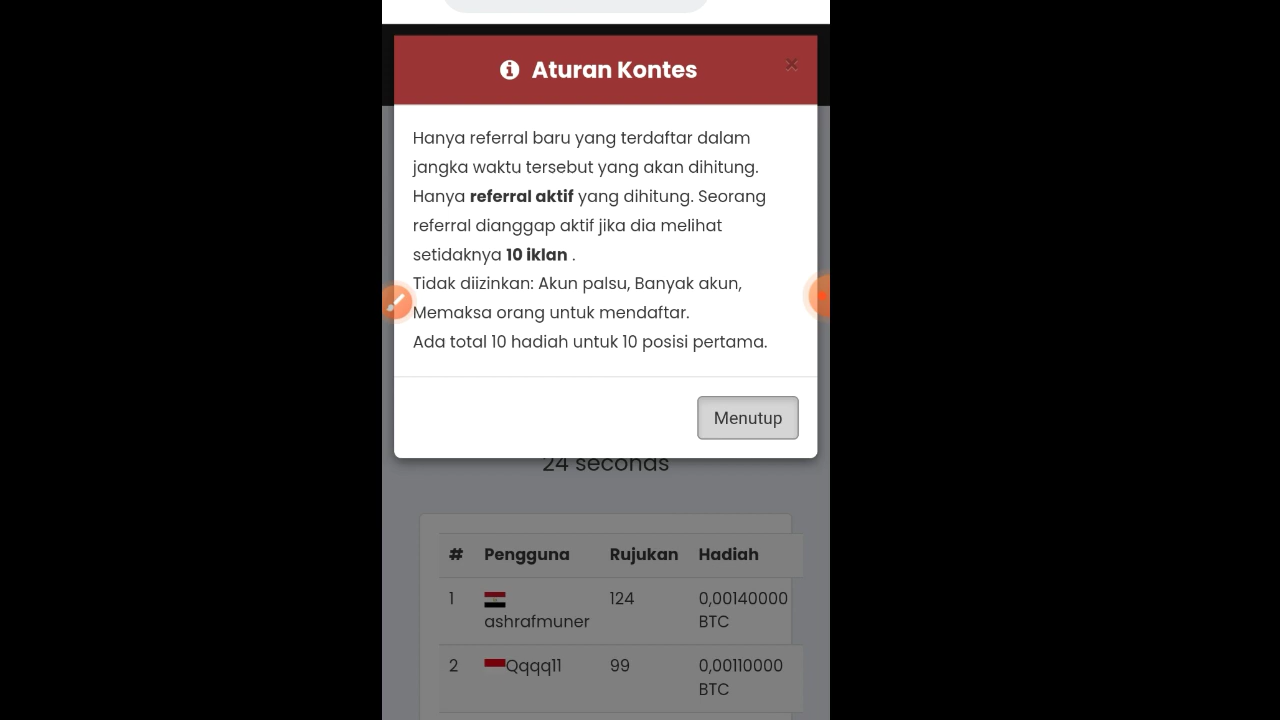 Aturan Kontes
×
Hanya referral baru yang terdaftar dalam
jangka waktu tersebut yang akan dihitung.
Hanya referral aktif yang dihitung. Seorang
referral dianggap aktif jika dia melihat
setidaknya 10 iklan .
Tidak diizinkan: Akun palsu, Banyak akun,
Memaksa orang untuk mendaftar.
Ada total 10 hadiah untuk 10 posisi pertama.
Menutup
24 seconds
# Pengguna Rujukan Hadiah
1 ashrafmuner 124 0,00140000 BTC
2 Qqqq11 99 0,00110000 BTC